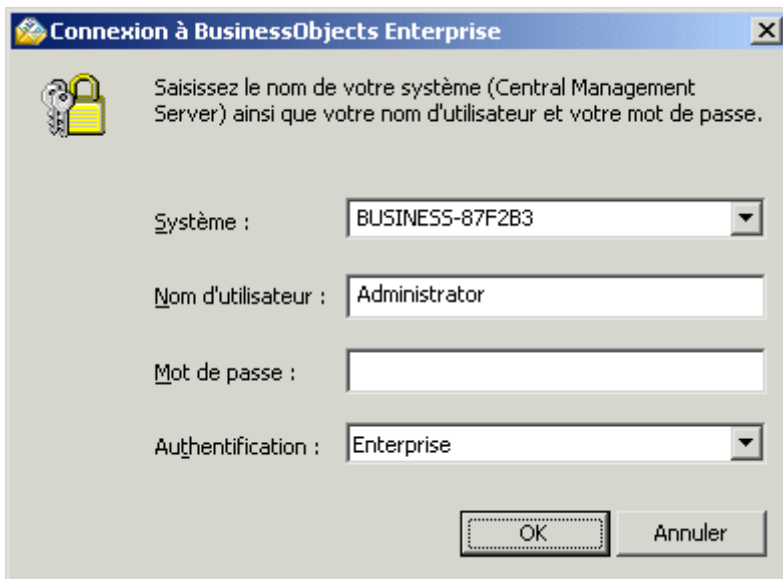 Connexion à BusinessObjects Enterprise
Saisissez le nom de votre système (Central Management
Server) ainsi que votre nom d'utilisateur et votre mot de passe.
Système : BUSINESS-87F2B3
Nom d'utilisateur : Administrator
Mot de passe :
Authentification : Enterprise
OK Annuler